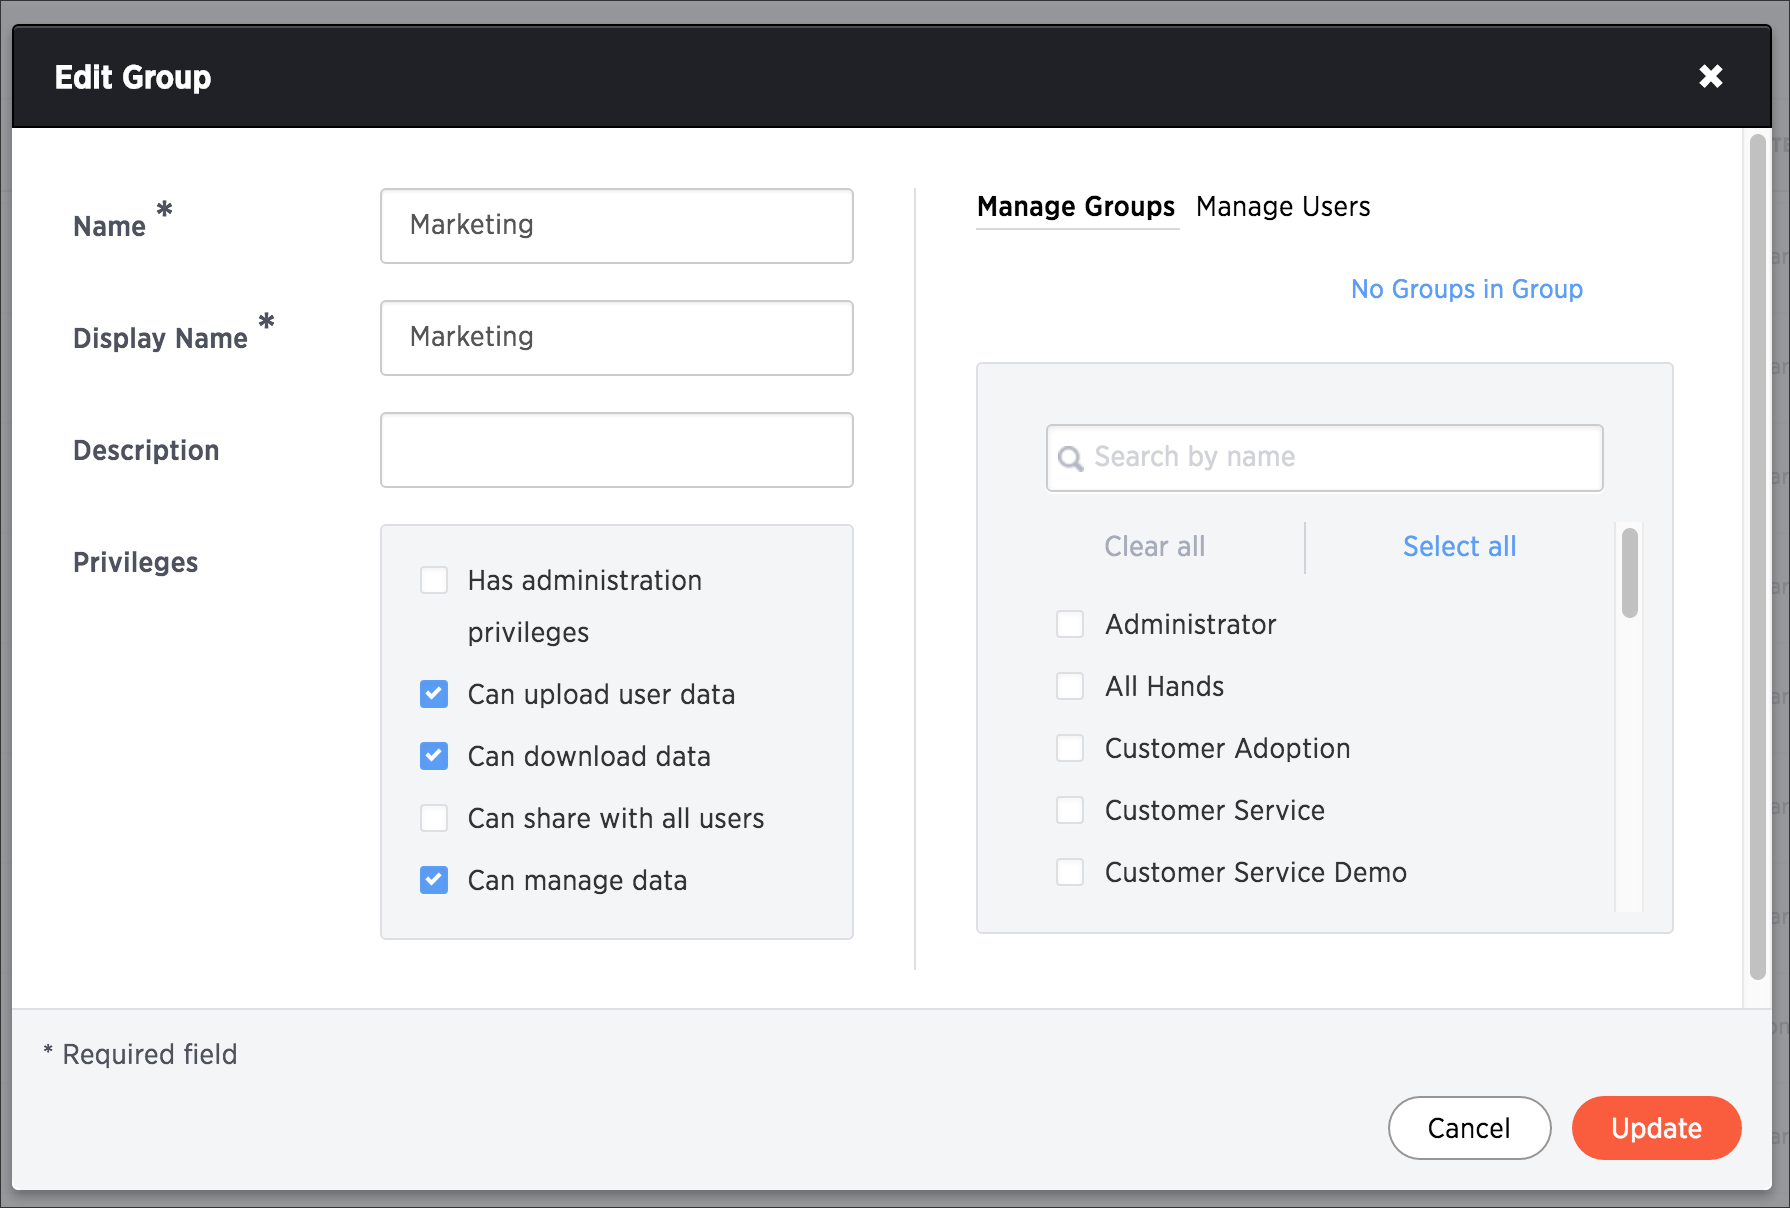 Edit Group
Name *
Marketing
Display Name *
Marketing
Description
Privileges
Has administration
privileges
Can upload user data
Can download data
Can share with all users
Can manage data
Manage Groups Manage Users
No Groups in Group
Search by name
Clear all
Select all
Administrator
All Hands
Customer Adoption
Customer Service
Customer Service Demo
* Required field
Cancel
Update